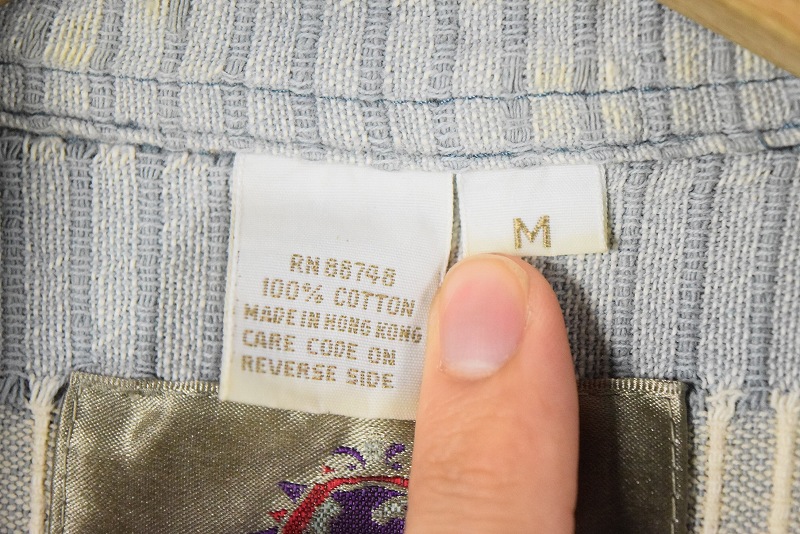 RN 88748
100% COTTON
MADE IN HONG KONG
CARE CODE ON
REVERSE SIDE
M